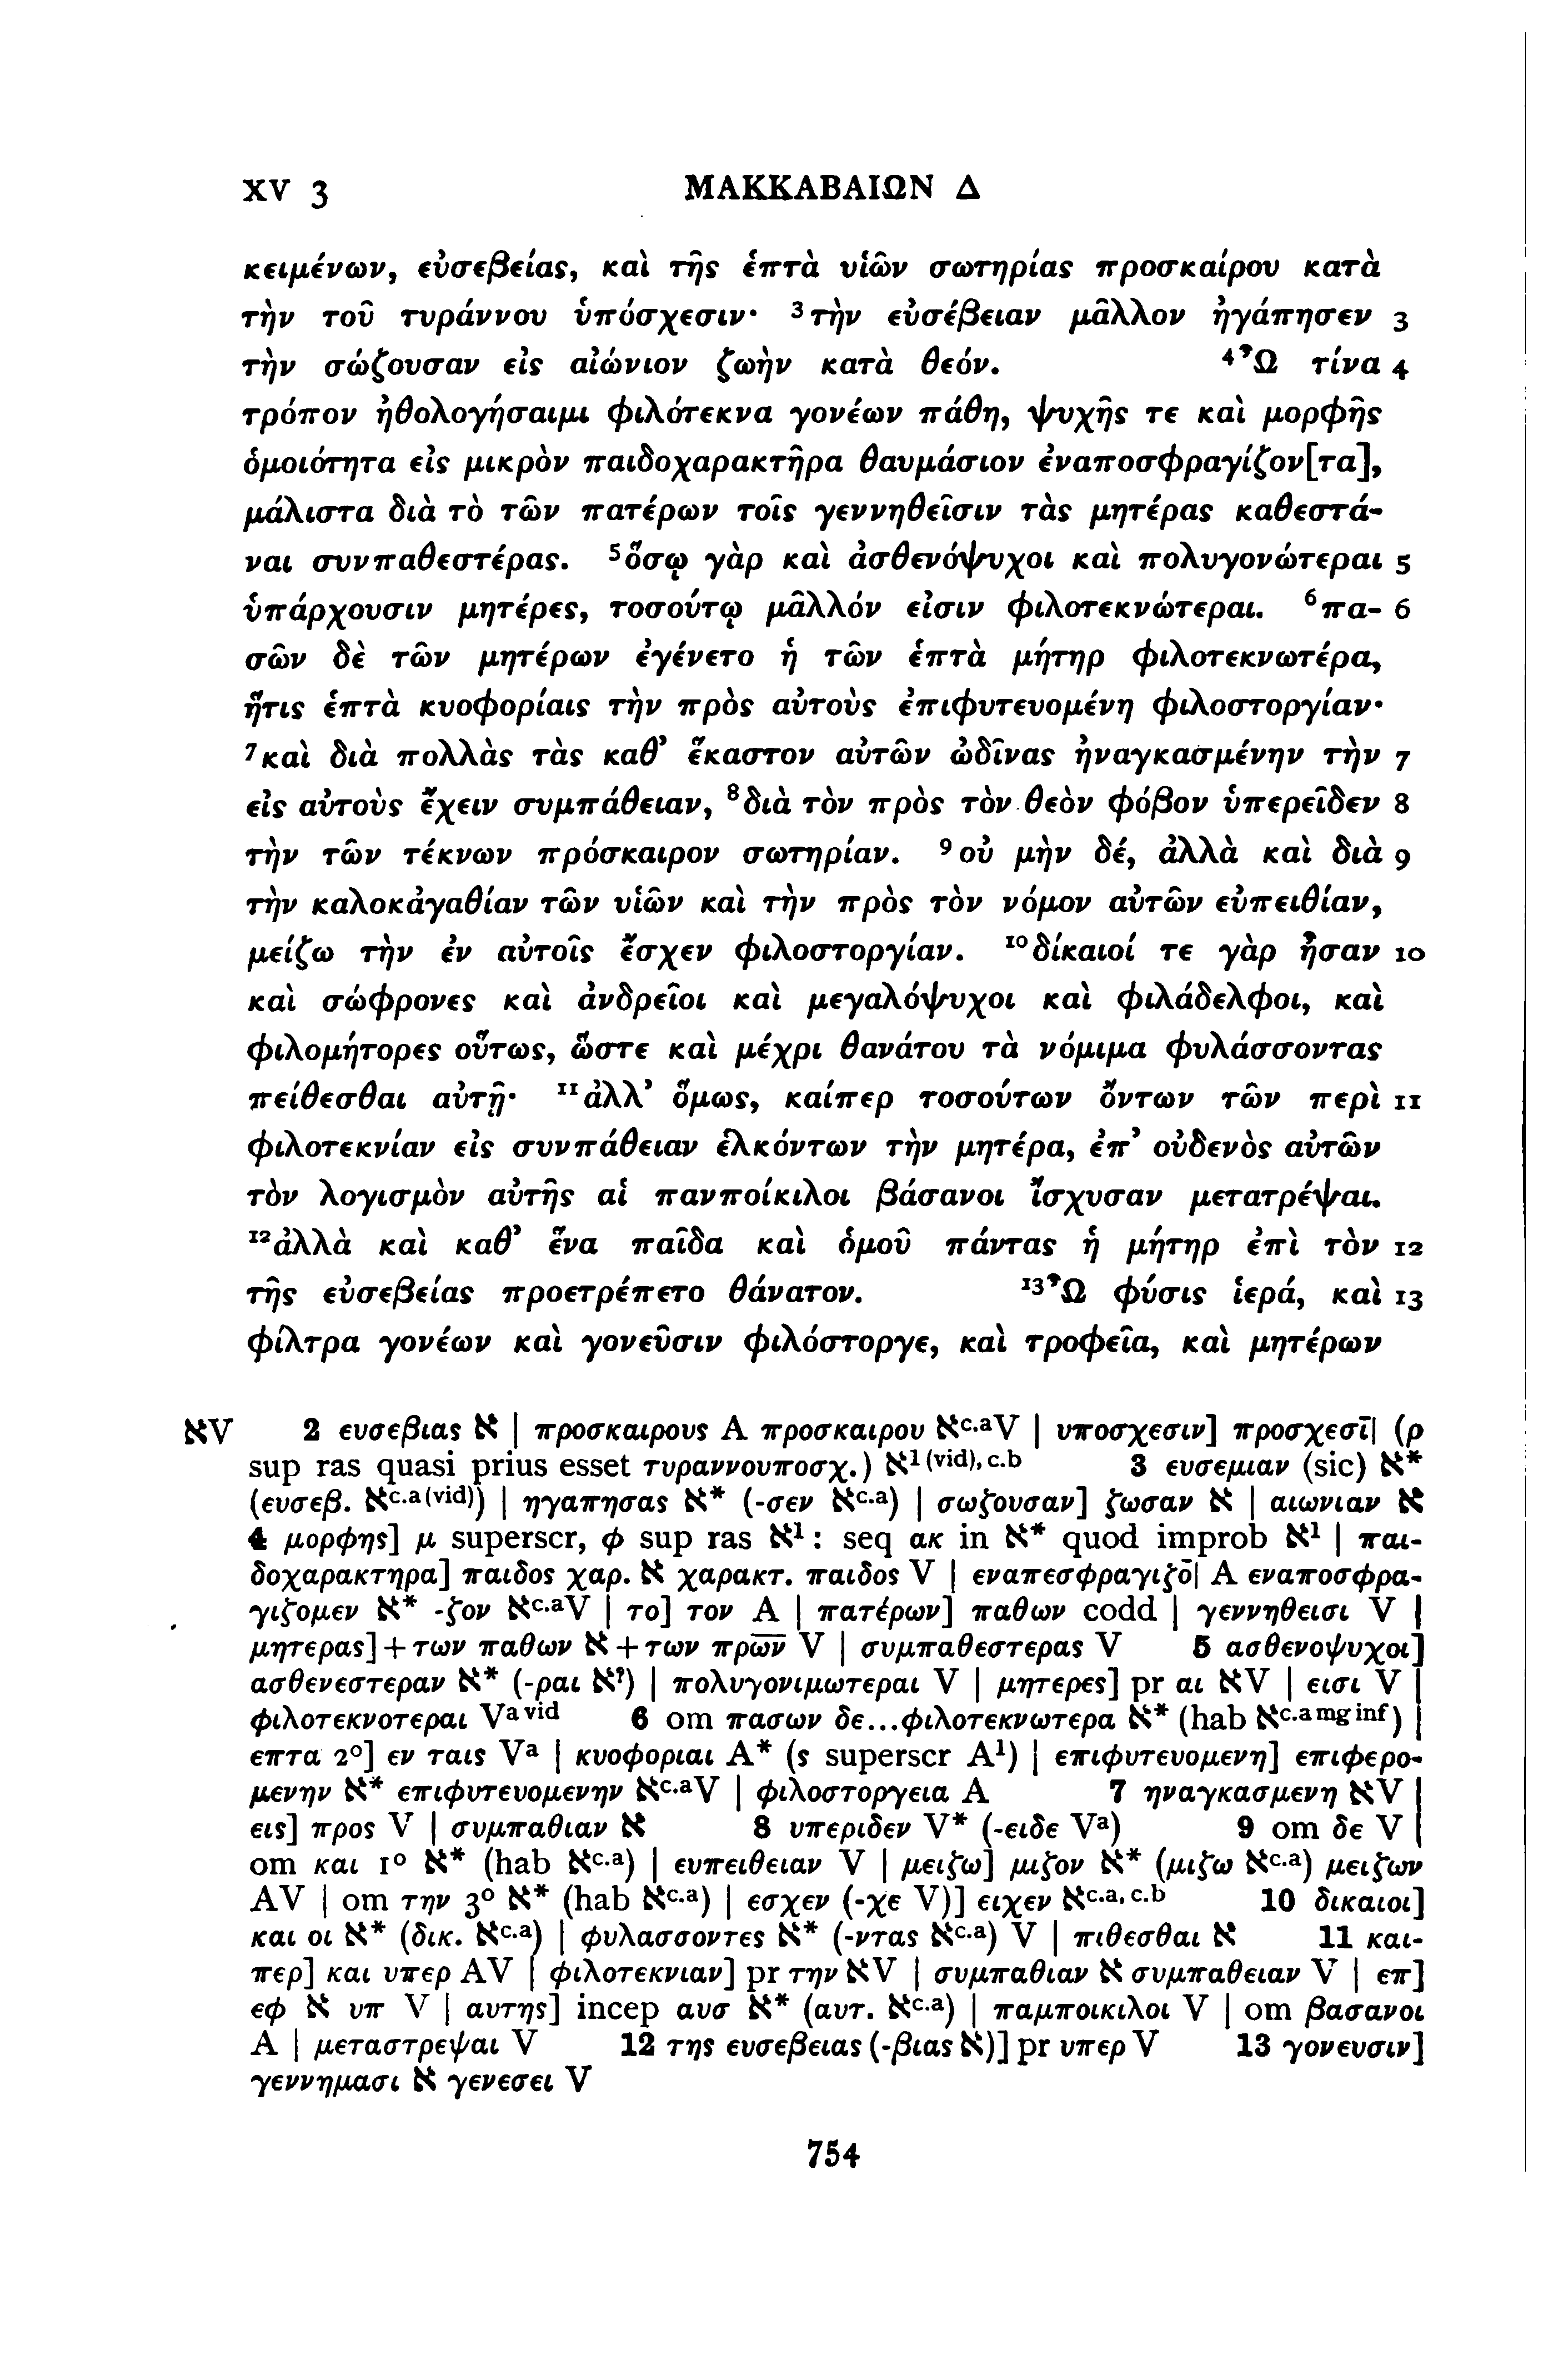 XV 3 ΜΑΚΚΑΒΑΙΩΝ Δ
κειμένων, εὐσεβείας, καὶ τῆς ἑπτὰ υἱῶν σωτηρίας προσκαίρου κατὰ
τὴν τοῦ τυράννου ὑπόσχεσιν· ³τὴν εὐσέβειαν μᾶλλον ἠγάπησεν 3
τὴν σώζουσαν εἰς αἰώνιον ζωὴν κατὰ θεόν. ⁴Ὦ τίνα 4
τρόπον ἠθολογήσαιμι φιλότεκνα γονέων πάθη, ψυχῆς τε καὶ μορφῆς
ὁμοιότητα εἰς μικρὸν παιδοχαρακτῆρα θαυμάσιον ἐναποσφραγίζον[τα],
μάλιστα διὰ τὸ τῶν πατέρων τοῖς γεννηθεῖσιν τὰς μητέρας καθεστά-
ναι συνπαθεστέρας. ⁵ὅσῳ γὰρ καὶ ἀσθενόψυχοι καὶ πολυγονώτεραι 5
ὑπάρχουσιν μητέρες, τοσούτῳ μᾶλλόν εἰσιν φιλοτεκνώτεραι. ⁶πα- 6
σῶν δὲ τῶν μητέρων ἐγένετο ἡ τῶν ἑπτὰ μήτηρ φιλοτεκνωτέρα,
ἥτις ἑπτὰ κυοφορίαις τὴν πρὸς αὐτοὺς ἐπιφυτευομένη φιλοστοργίαν·
⁷καὶ διὰ πολλὰς τὰς καθ’ ἕκαστον αὐτῶν ὠδῖνας ἠναγκασμένην τὴν 7
εἰς αὐτοὺς ἔχειν συμπάθειαν, ⁸διὰ τὸν πρὸς τὸν θεὸν φόβον ὑπερεῖδεν 8
τὴν τῶν τέκνων πρόσκαιρον σωτηρίαν. ⁹οὐ μὴν δέ, ἀλλὰ καὶ διὰ 9
τὴν καλοκἀγαθίαν τῶν υἱῶν καὶ τὴν πρὸς τὸν νόμον αὐτῶν εὐπειθίαν,
μείζω τὴν ἐν αὐτοῖς ἔσχεν φιλοστοργίαν. ¹⁰δίκαιοί τε γὰρ ἦσαν 10
καὶ σώφρονες καὶ ἀνδρεῖοι καὶ μεγαλόψυχοι καὶ φιλάδελφοι, καὶ
φιλομήτορες οὕτως, ὥστε καὶ μέχρι θανάτου τὰ νόμιμα φυλάσσοντας
πείθεσθαι αὐτῇ· ¹¹ἀλλ’ ὅμως, καίπερ τοσούτων ὄντων τῶν περὶ 11
φιλοτεκνίαν εἰς συνπάθειαν ἑλκόντων τὴν μητέρα, ἐπ’ οὐδενὸς αὐτῶν
τὸν λογισμὸν αὐτῆς αἱ πανποίκιλοι βάσανοι ἴσχυσαν μετατρέψαι.
¹²ἀλλὰ καὶ καθ’ ἕνα παῖδα καὶ ὁμοῦ πάντας ἡ μήτηρ ἐπὶ τὸν 12
τῆς εὐσεβείας προετρέπετο θάνατον. ¹³Ὦ φύσις ἱερά, καὶ 13
φίλτρα γονέων καὶ γονεῦσιν φιλόστοργε, καὶ τροφεῖα, καὶ μητέρων
אV 2 ευσεβιας א | προσκαιρους A προσκαιρου א^c.a V | υποσχεσιν] προσχεσῑ| (ρ
sup ras quasi prius esset τυραννουποσχ.) א^1 (vid), c.b 3 ευσεμιαν (sic) א*
(ευσεβ. א^c.a (vid)) | ηγαπησας א* (-σεν א^c.a) | σωζουσαν] ζωσαν א | αιωνιαν א
4 μορφης] μ superscr, φ sup ras א^1 : seq ακ in א* quod improb א^1 | παι-
δοχαρακτηρα] παιδος χαρ. א χαρακτ. παιδος V | εναπεσφραγιζο̄| A εναποσφρα-
γιζομεν א* -ζον א^c.a V | το] τον A | πατέρων] παθων codd | γεννηθεισι V |
μητερας]+των παθων א +των πρων V | συμπαθεστερας V 5 ασθενοψυχοι]
ασθενεστεραν א* (-ραι א^?) | πολυγονιμωτεραι V | μητερες] pr αι אV | εισι V |
φιλοτεκνοτεραι V^a vid 6 om πασων δε...φιλοτεκνωτερα א* (hab א^c.a mg inf) |
επτα 2º] εν ταις V^a | κυοφοριαι A* (ς superscr A^1) | επιφυτευομενη] επιφερο-
μενην א* επιφυτευομενην א^c.a V | φιλοστοργεια A 7 ηναγκασμενη אV |
εις] προς V | συμπαθιαν א 8 υπεριδεν V* (-ειδε V^a) 9 om δε V |
om και 1º א* (hab א^c.a) | ευπειθειαν V | μειζω] μιζον א* (μιζω א^c.a) μειζων
AV | om την 3º א* (hab א^c.a) | εσχεν (-χε V)] ειχεν א^c.a, c.b 10 δικαιοι]
και οι א* (δικ. א^c.a) | φυλασσοντες א* (-ντας א^c.a) V | πιθεσθαι א 11 και-
περ] και υπερ AV | φιλοτεκνιαν] pr την אV | συμπαθιαν א συμπαθειαν V | επ]
εφ א υπ V | αυτης] incep αυσ א* (αυτ. א^c.a) | παμποικιλοι V | om βασανοι
A | μεταστρεψαι V 12 της ευσεβειας (-βιας א)] pr υπερ V 13 γονευσιν]
γεννημασι א γενεσει V
754